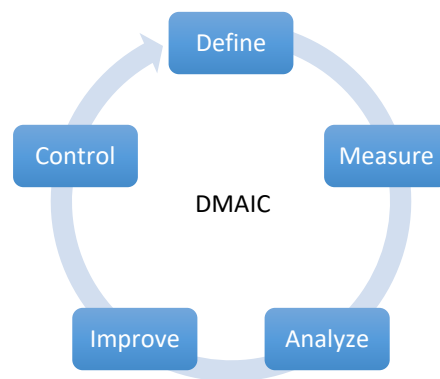 Define
Measure
Analyze
Improve
Control
DMAIC